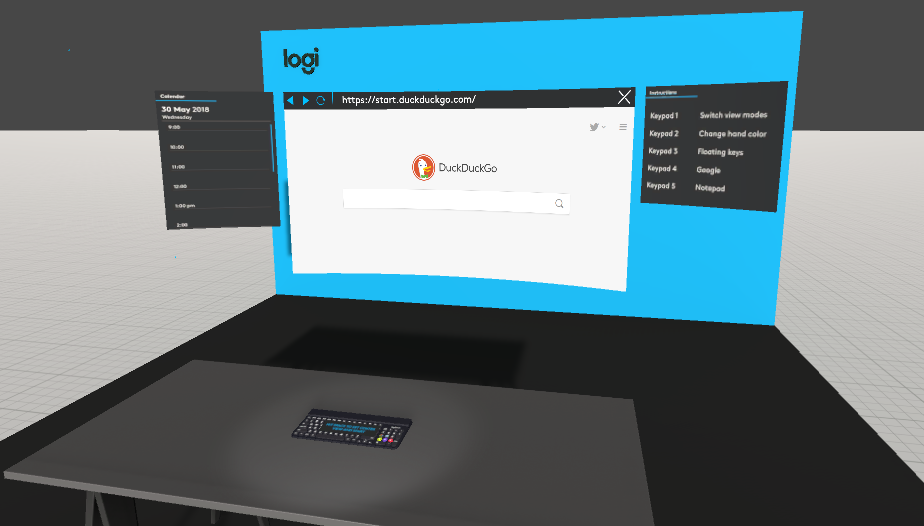 logi
Calendar
30 May 2018
Wednesday
9:00
10:00
11:00
12:00
1:00 pm
2:00
https://start.duckduckgo.com/
DuckDuckGo
Instructions
Keypad 1 Switch view modes
Keypad 2 Change hand color
Keypad 3 Floating keys
Keypad 4 Google
Keypad 5 Notepad